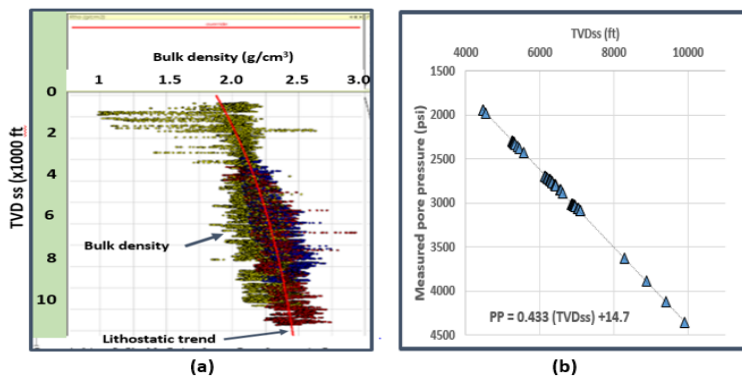 Bulk density (g/cm³)
1 1.5 2.0 2.5 3.0
TVD ss (x1000 ft
0
2
4
6
8
10
Bulk density
Lithostatic trend
(a)
TVDss (ft)
4000 6000 8000 10000
Measured pore pressure (psi)
1500
2000
2500
3000
3500
4000
4500
PP = 0.433 (TVDss) +14.7
(b)